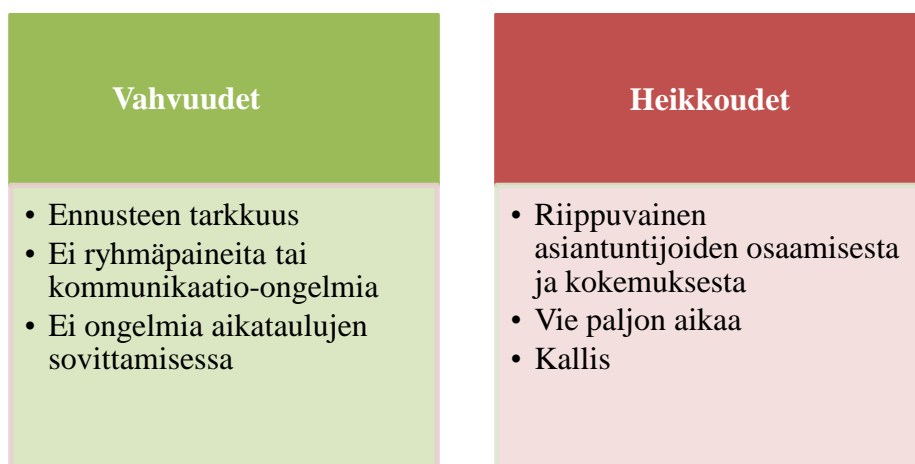 Vahvuudet
• Ennusteen tarkkuus
• Ei ryhmäpaineita tai
kommunikaatio-ongelmia
• Ei ongelmia aikataulujen
sovittamisessa
Heikkoudet
• Riippuvainen
asiantuntijoiden osaamisesta
ja kokemuksesta
• Vie paljon aikaa
• Kallis